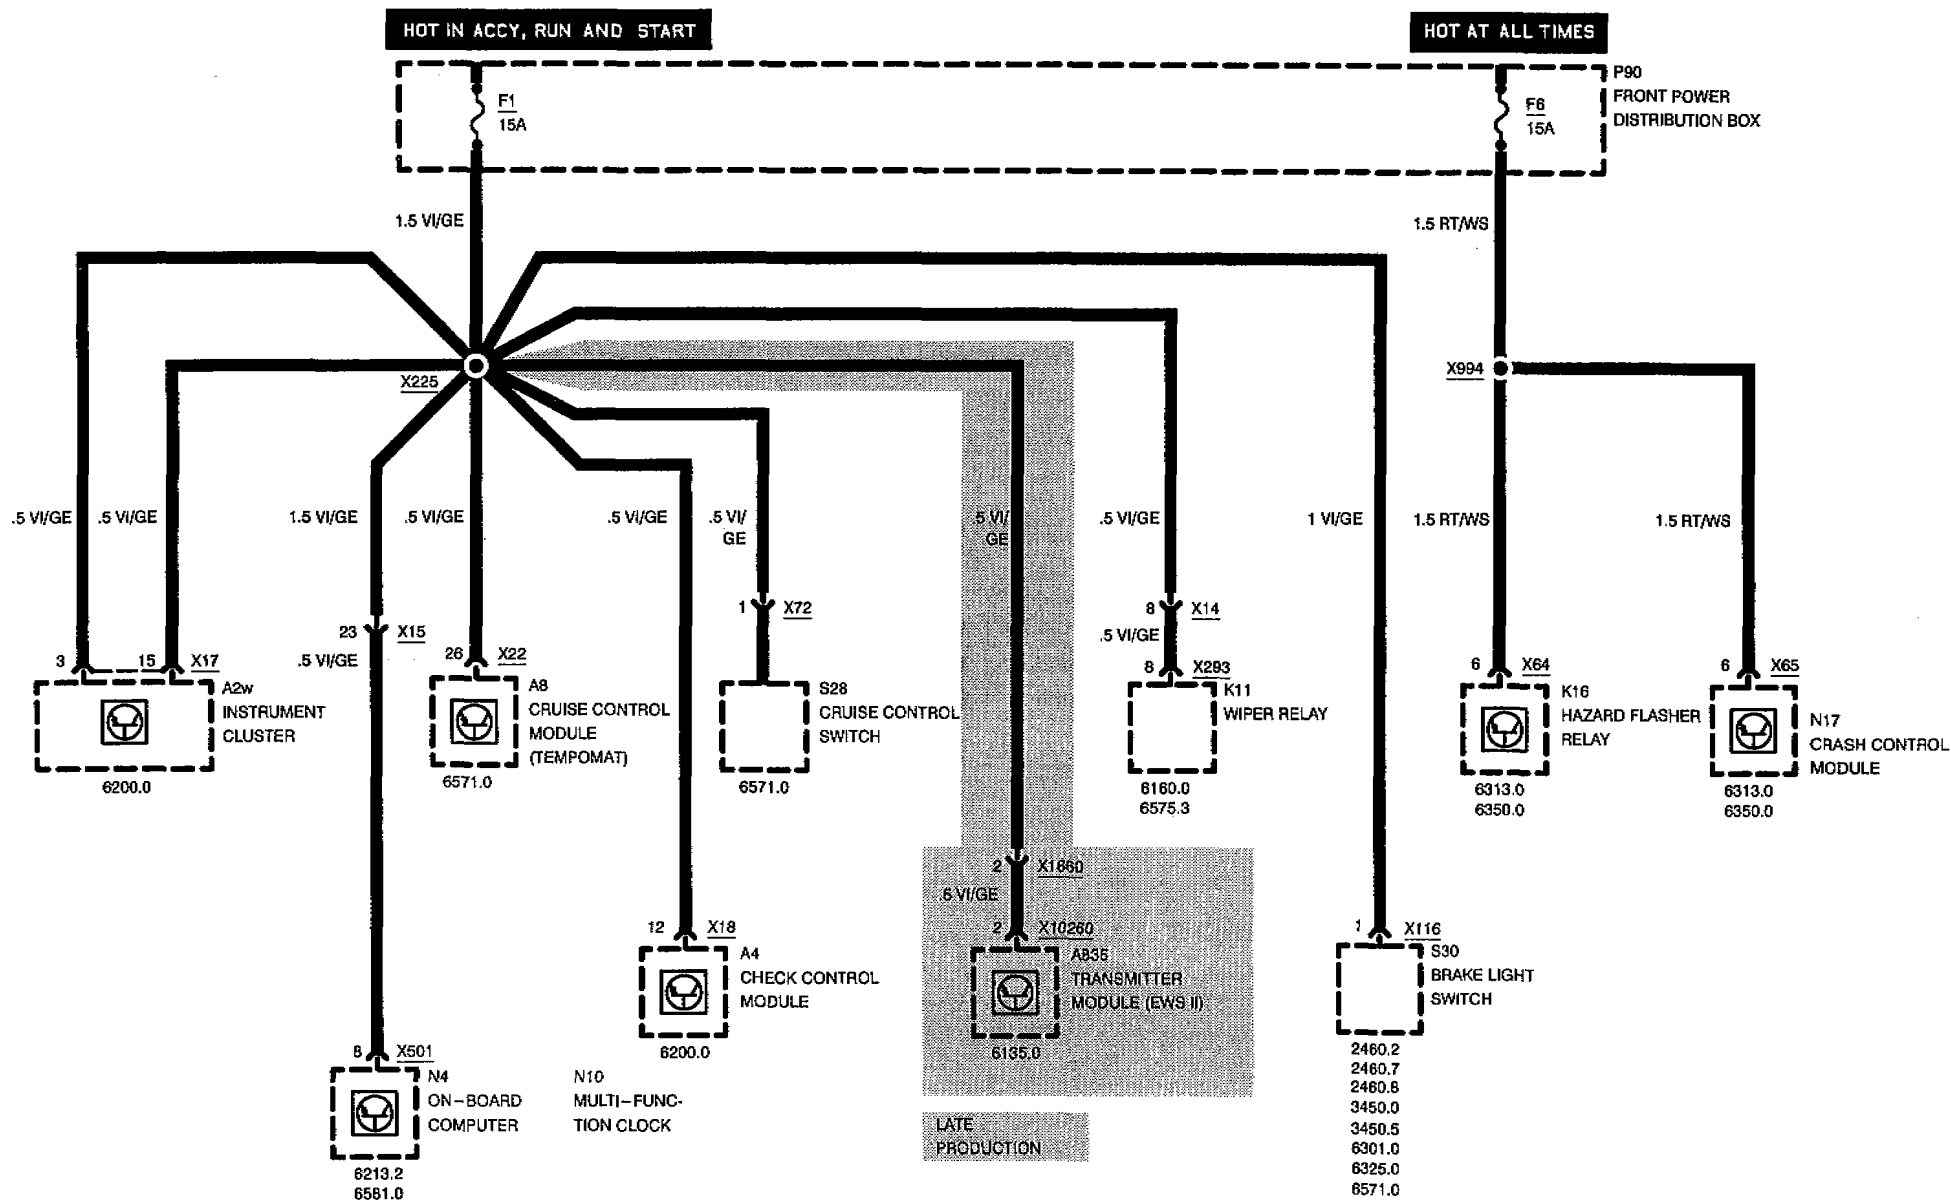 HOT IN ACCY, RUN AND START
HOT AT ALL TIMES
P90
FRONT POWER
DISTRIBUTION BOX
F1
15A
F6
15A
1.5 VI/GE
1.5 RT/WS
X225
X994
.5 VI/GE
.5 VI/GE
1.5 VI/GE
.5 VI/GE
.5 VI/GE
.5 VI/
GE
.5 VI/
GE
.5 VI/GE
1 VI/GE
1.5 RT/WS
1.5 RT/WS
1 X72
8 X14
.5 VI/GE
23 X15
.5 VI/GE
3
15 X17
26 X22
8 X293
6 X64
6 X65
A2w
INSTRUMENT
CLUSTER
6200.0
A8
CRUISE CONTROL
MODULE
(TEMPOMAT)
6571.0
S28
CRUISE CONTROL
SWITCH
6571.0
K11
WIPER RELAY
6160.0
6575.3
K16
HAZARD FLASHER
RELAY
6313.0
6350.0
N17
CRASH CONTROL
MODULE
6313.0
6350.0
2 X1660
.5 VI/GE
12 X18
2 X10260
1 X116
A4
CHECK CONTROL
MODULE
6200.0
A836
TRANSMITTER
MODULE (EWS II)
6135.0
S30
BRAKE LIGHT
SWITCH
2460.2
2460.7
2460.8
3450.0
3450.5
6301.0
6325.0
6571.0
8 X501
N4
ON-BOARD
COMPUTER
6213.2
6581.0
N10
MULTI-FUNC-
TION CLOCK
LATE
PRODUCTION